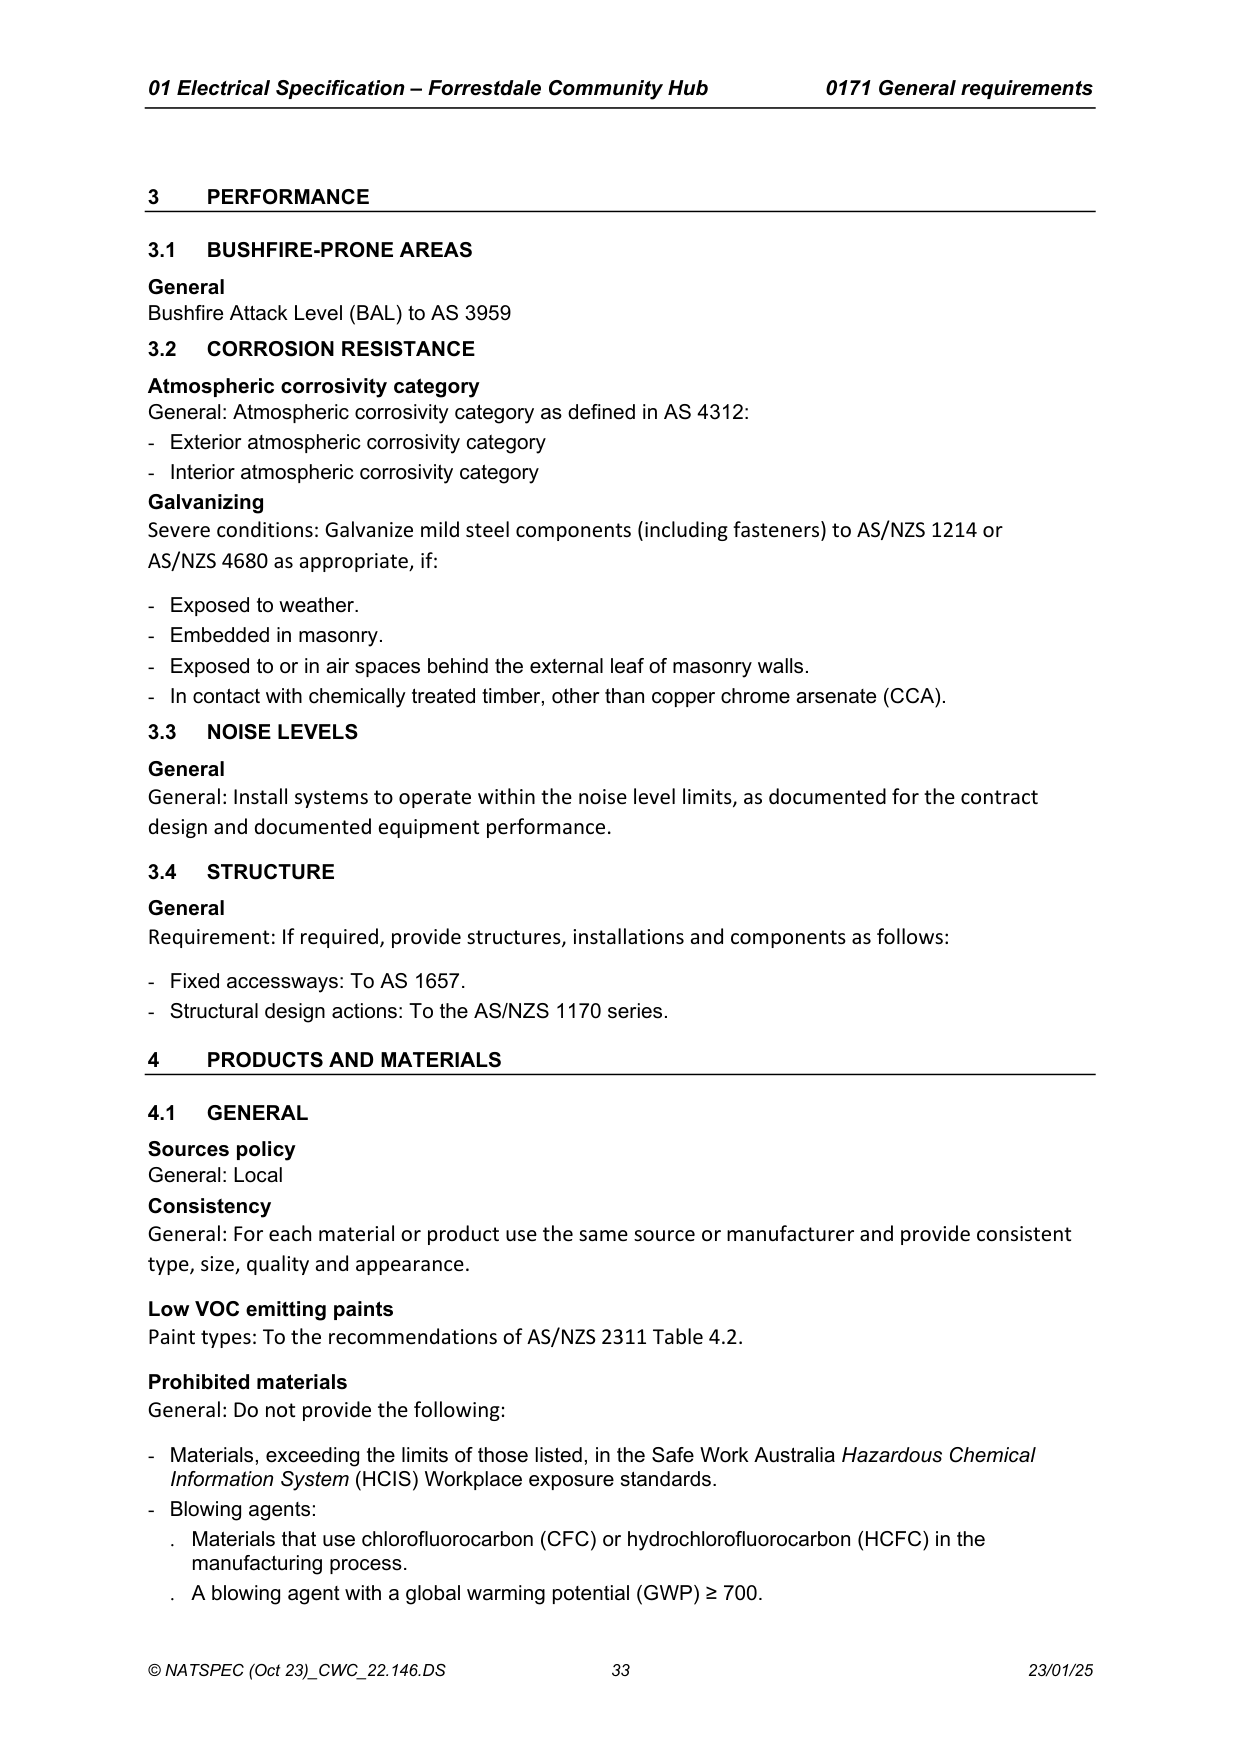 01 Electrical Specification – Forrestdale Community Hub 0171 General requirements
3 PERFORMANCE
3.1 BUSHFIRE-PRONE AREAS
General
Bushfire Attack Level (BAL) to AS 3959
3.2 CORROSION RESISTANCE
Atmospheric corrosivity category
General: Atmospheric corrosivity category as defined in AS 4312:
- Exterior atmospheric corrosivity category
- Interior atmospheric corrosivity category
Galvanizing
Severe conditions: Galvanize mild steel components (including fasteners) to AS/NZS 1214 or
AS/NZS 4680 as appropriate, if:
- Exposed to weather.
- Embedded in masonry.
- Exposed to or in air spaces behind the external leaf of masonry walls.
- In contact with chemically treated timber, other than copper chrome arsenate (CCA).
3.3 NOISE LEVELS
General
General: Install systems to operate within the noise level limits, as documented for the contract
design and documented equipment performance.
3.4 STRUCTURE
General
Requirement: If required, provide structures, installations and components as follows:
- Fixed accessways: To AS 1657.
- Structural design actions: To the AS/NZS 1170 series.
4 PRODUCTS AND MATERIALS
4.1 GENERAL
Sources policy
General: Local
Consistency
General: For each material or product use the same source or manufacturer and provide consistent
type, size, quality and appearance.
Low VOC emitting paints
Paint types: To the recommendations of AS/NZS 2311 Table 4.2.
Prohibited materials
General: Do not provide the following:
- Materials, exceeding the limits of those listed, in the Safe Work Australia Hazardous Chemical
Information System (HCIS) Workplace exposure standards.
- Blowing agents:
. Materials that use chlorofluorocarbon (CFC) or hydrochlorofluorocarbon (HCFC) in the
manufacturing process.
. A blowing agent with a global warming potential (GWP) ≥ 700.
© NATSPEC (Oct 23)_CWC_22.146.DS 33 23/01/25